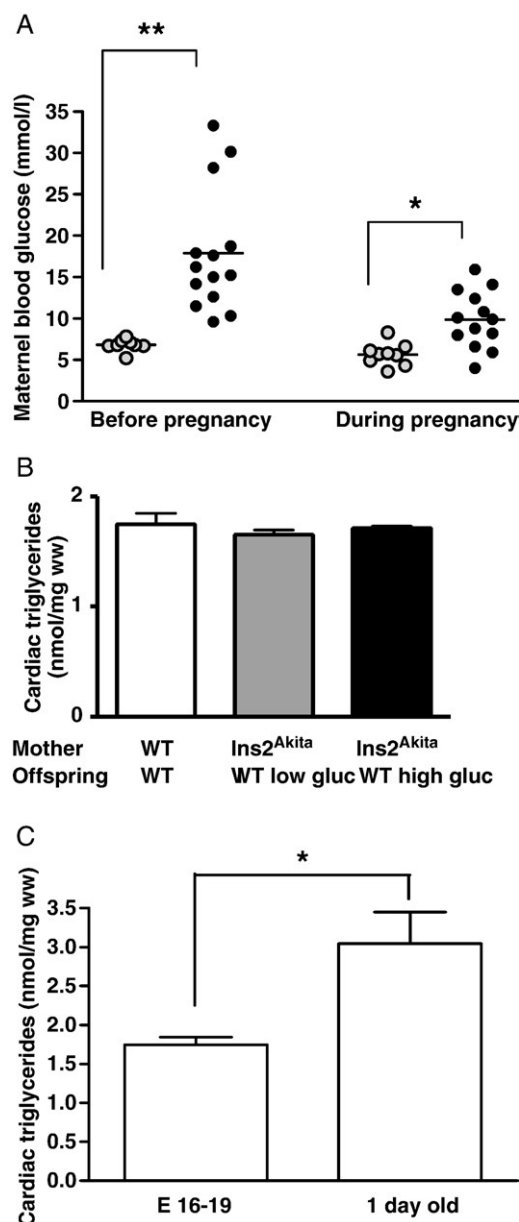 A
**
*
Maternel blood glucose (mmol/l)
35
30
25
20
15
10
5
0
Before pregnancy
During pregnancy
B
Cardiac triglycerides
(nmol/mg ww)
2
1
0
Mother WT Ins2Akita Ins2Akita
Offspring WT WT low gluc WT high gluc
C
*
Cardiac triglycerides (nmol/mg ww)
3.5
3.0
2.5
2.0
1.5
1.0
0.5
0.0
E 16-19
1 day old